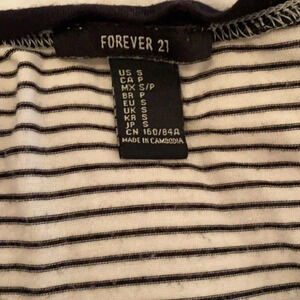 FOREVER 21
US S
CA P
MX S/P
BR P
EU S
UK S
KR S
JP S
CN 160/84A
MADE IN CAMBODIA